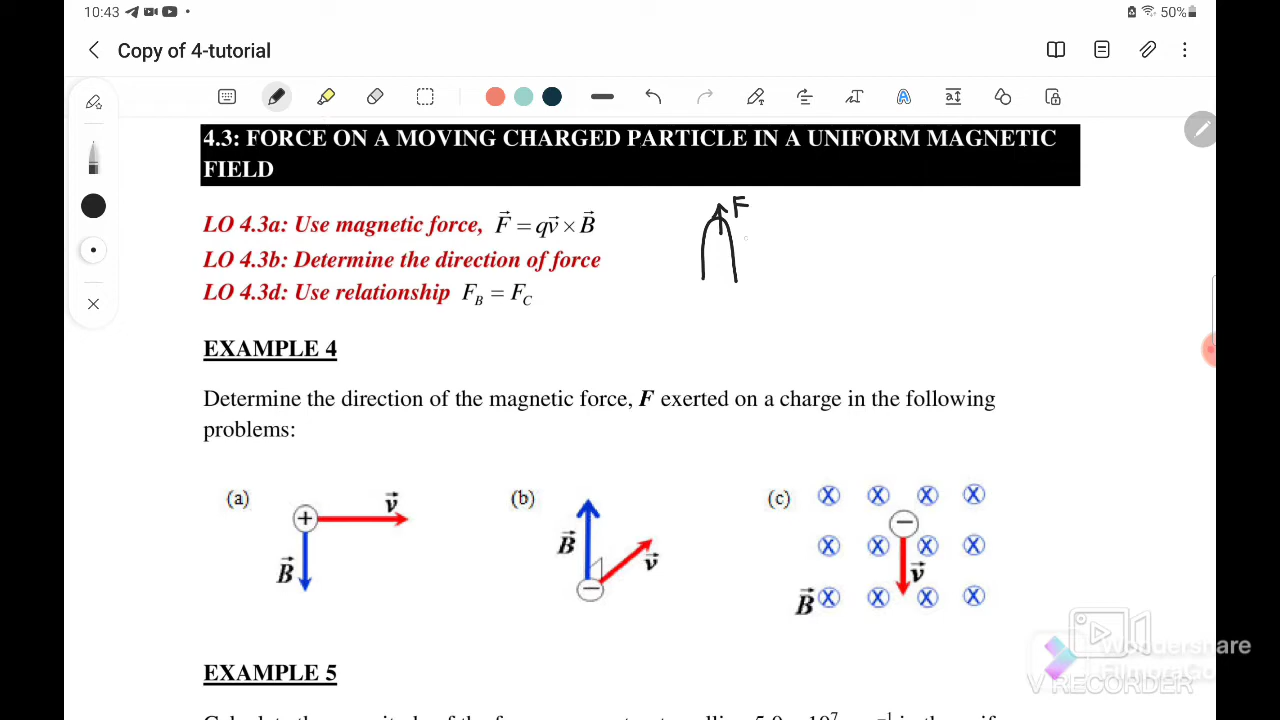 10:43
50%
Copy of 4-tutorial
4.3: FORCE ON A MOVING CHARGED PARTICLE IN A UNIFORM MAGNETIC
FIELD
LO 4.3a: Use magnetic force, F⃗ = qv⃗ × B⃗
F
LO 4.3b: Determine the direction of force
LO 4.3d: Use relationship F_B = F_C
EXAMPLE 4
Determine the direction of the magnetic force, F exerted on a charge in the following
problems:
(a) v⃗ B⃗
(b) B⃗ v⃗
(c) v⃗ B⃗
EXAMPLE 5
Wondershare
FilmoraGo
V RECORDER